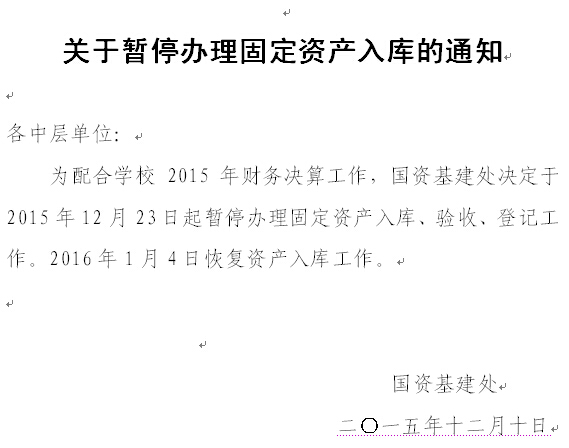 关于暂停办理固定资产入库的通知
各中层单位：
为配合学校 2015 年财务决算工作，国资基建处决定于
2015 年 12 月 23 日起暂停办理固定资产入库、验收、登记工
作。2016 年 1 月 4 日恢复资产入库工作。
国资基建处
二〇一五年十二月十日